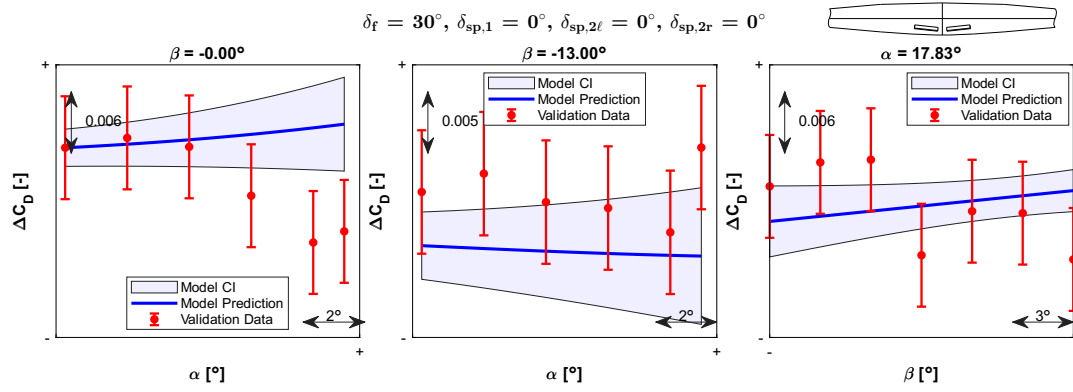 δf = 30°, δsp,1 = 0°, δsp,2ℓ = 0°, δsp,2r = 0°
β = -0.00°
+
0.006
ΔCD [-]
Model CI
Model Prediction
Validation Data
2°
-
+
α [º]
β = -13.00°
+
0.005
Model CI
Model Prediction
Validation Data
ΔCD [-]
2°
-
+
α [º]
α = 17.83°
+
0.006
Model CI
Model Prediction
Validation Data
ΔCD [-]
3°
-
+
β [º]